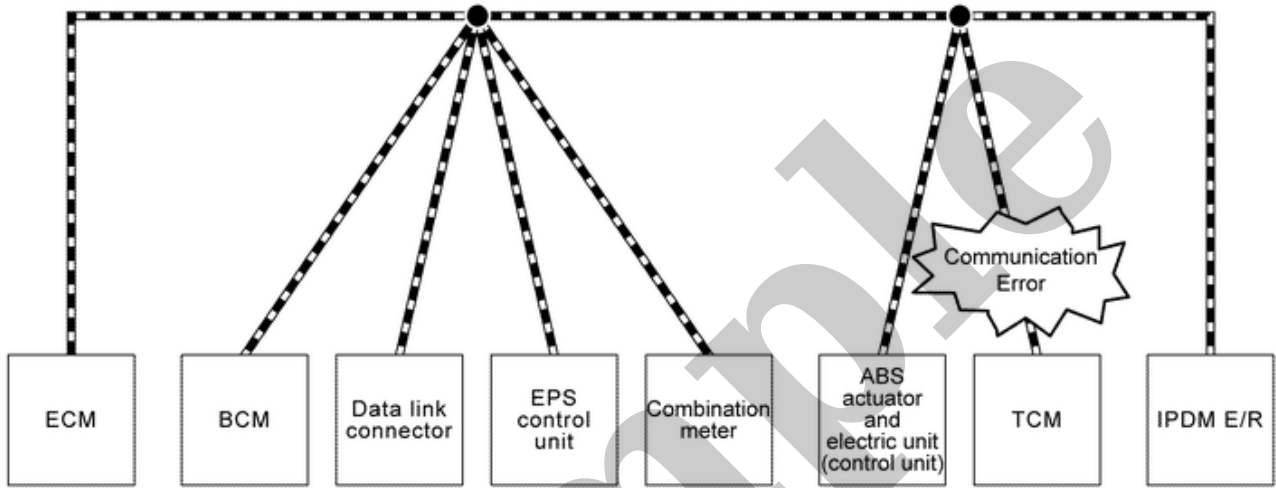 Communication
Error
ECM
BCM
Data link
connector
EPS
control
unit
Combination
meter
ABS
actuator
and
electric unit
(control unit)
TCM
IPDM E/R
mple